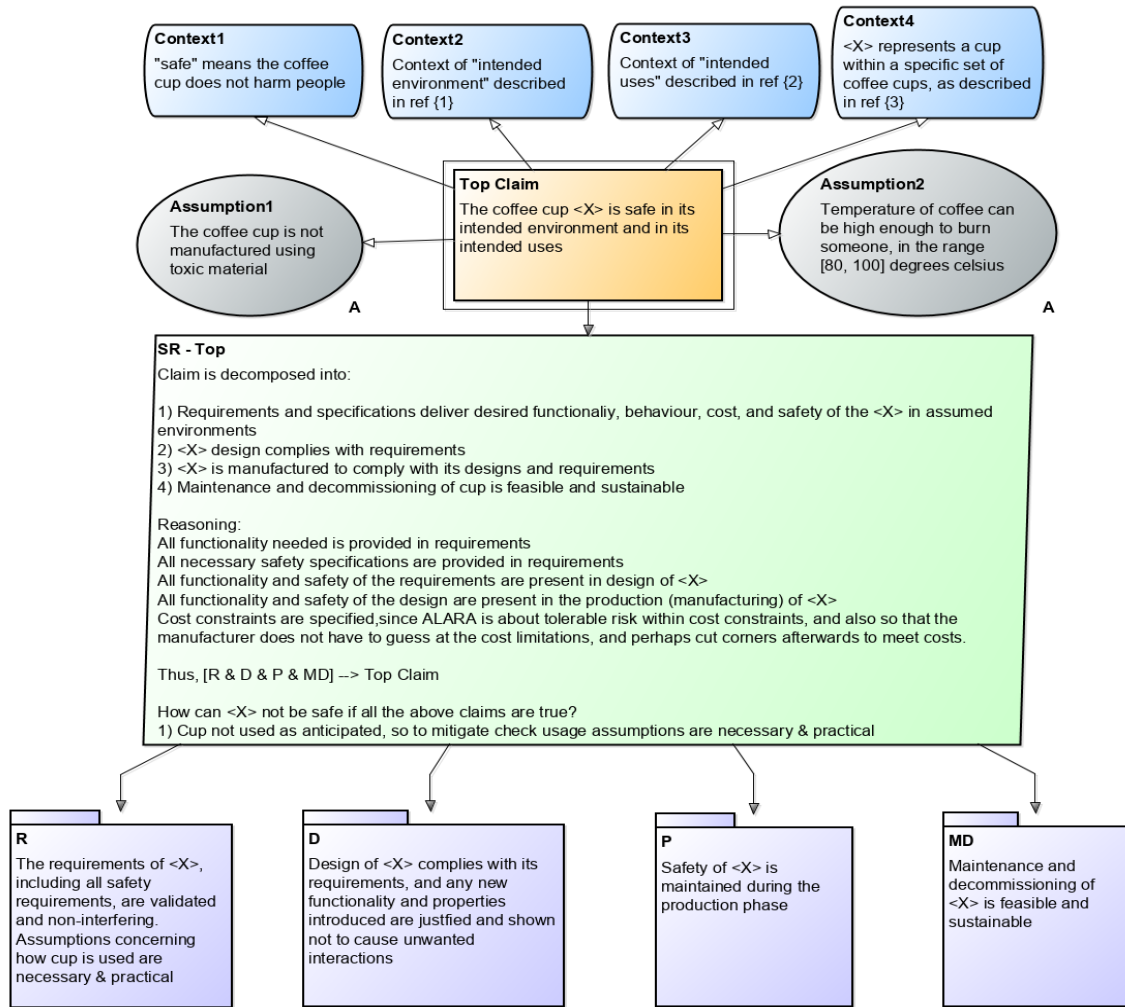 Context1
"safe" means the coffee
cup does not harm people
Context2
Context of "intended
environment" described
in ref {1}
Context3
Context of "intended
uses" described in ref {2}
Context4
<X> represents a cup
within a specific set of
coffee cups, as described
in ref {3}
Assumption1
The coffee cup is not
manufactured using
toxic material
A
Top Claim
The coffee cup <X> is safe in its
intended environment and in its
intended uses
Assumption2
Temperature of coffee can
be high enough to burn
someone, in the range
[80, 100] degrees celsius
A
SR - Top
Claim is decomposed into:
1) Requirements and specifications deliver desired functionaliy, behaviour, cost, and safety of the <X> in assumed
environments
2) <X> design complies with requirements
3) <X> is manufactured to comply with its designs and requirements
4) Maintenance and decommissioning of cup is feasible and sustainable
Reasoning:
All functionality needed is provided in requirements
All necessary safety specifications are provided in requirements
All functionality and safety of the requirements are present in design of <X>
All functionality and safety of the design are present in the production (manufacturing) of <X>
Cost constraints are specified,since ALARA is about tolerable risk within cost constraints, and also so that the
manufacturer does not have to guess at the cost limitations, and perhaps cut corners afterwards to meet costs.
Thus, [R & D & P & MD] --> Top Claim
How can <X> not be safe if all the above claims are true?
1) Cup not used as anticipated, so to mitigate check usage assumptions are necessary & practical
R
The requirements of <X>,
including all safety
requirements, are validated
and non-interfering.
Assumptions concerning
how cup is used are
necessary & practical
D
Design of <X> complies with its
requirements, and any new
functionality and properties
introduced are justfied and shown
not to cause unwanted
interactions
P
Safety of <X> is
maintained during the
production phase
MD
Maintenance and
decommissioning of
<X> is feasible and
sustainable